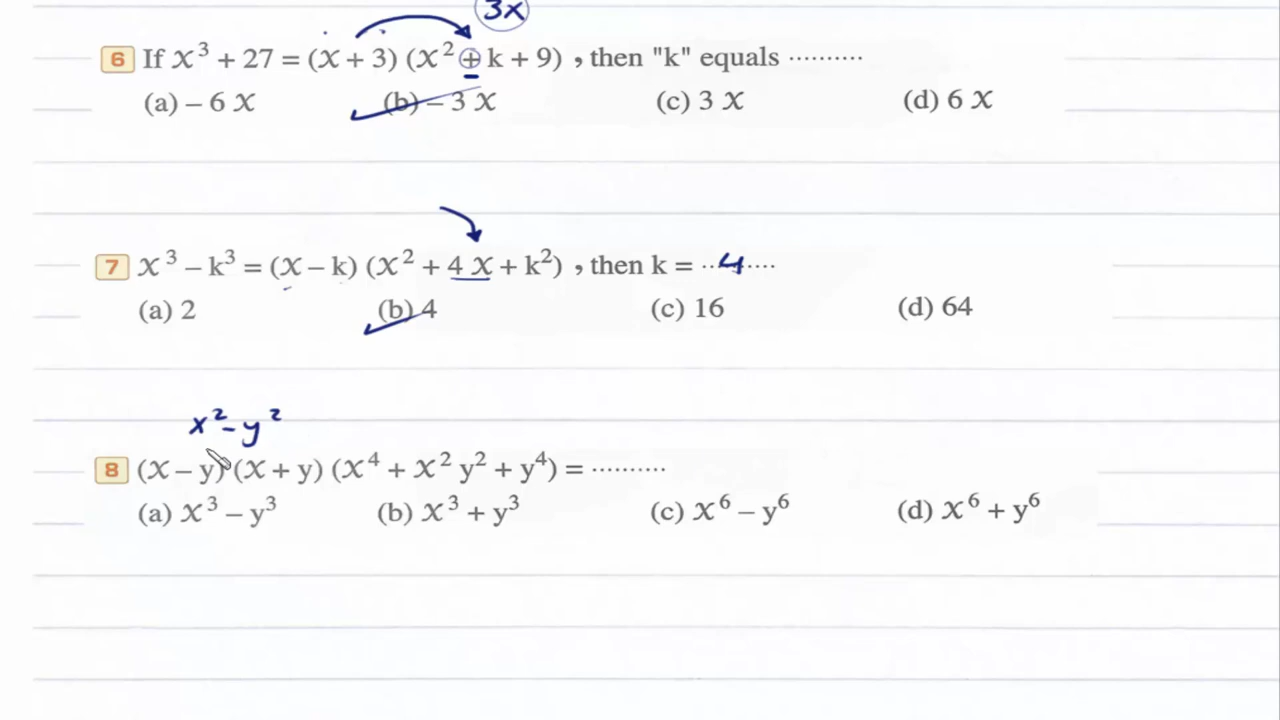 3x
6 If x³ + 27 = (x + 3) (x² + k + 9) , then "k" equals ··········
(a) – 6 x (b) – 3 x (c) 3 x (d) 6 x
7 x³ – k³ = (x – k) (x² + 4 x + k²) , then k = ··4····
(a) 2 (b) 4 (c) 16 (d) 64
x² - y²
8 (x – y) (x + y) (x⁴ + x² y² + y⁴) = ··········
(a) x³ – y³ (b) x³ + y³ (c) x⁶ – y⁶ (d) x⁶ + y⁶